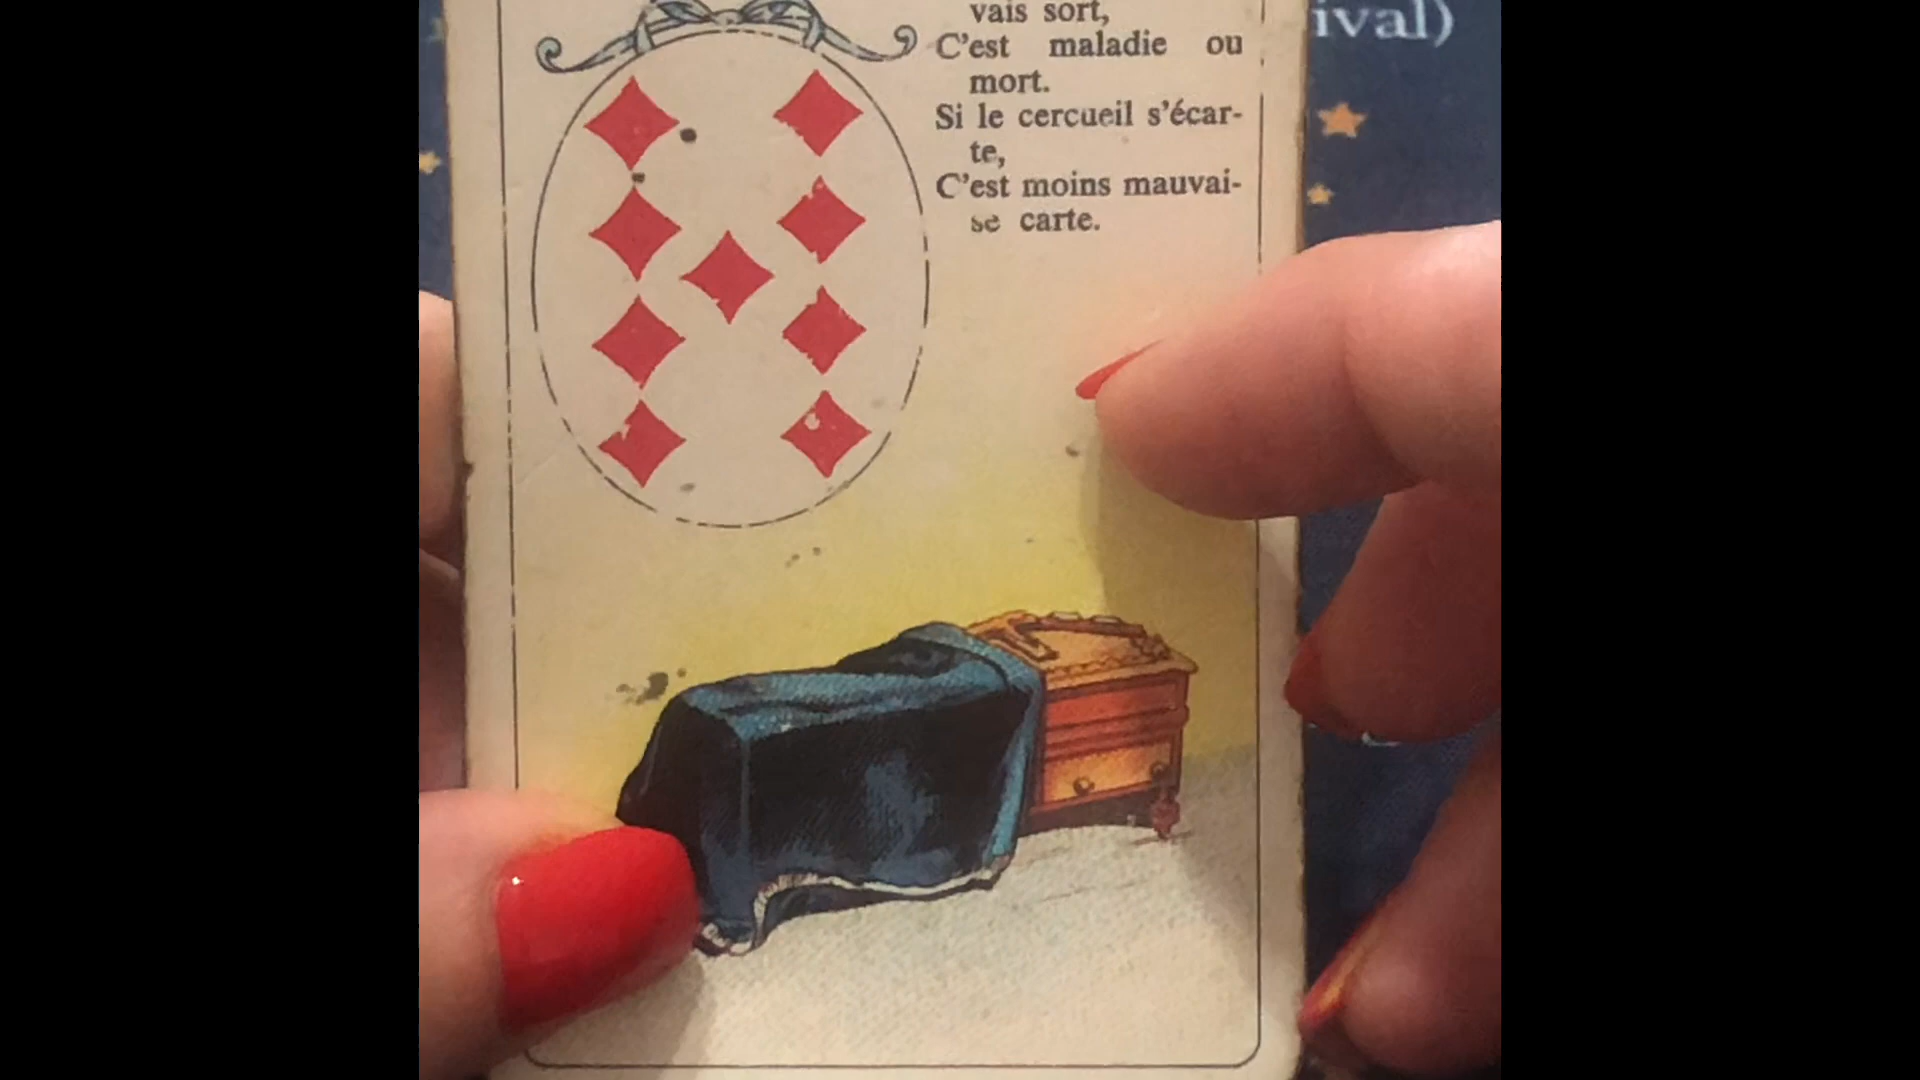 vais sort,
C'est maladie ou
mort.
Si le cercueil s'écar-
te,
C'est moins mauvai-
se carte.
ival)